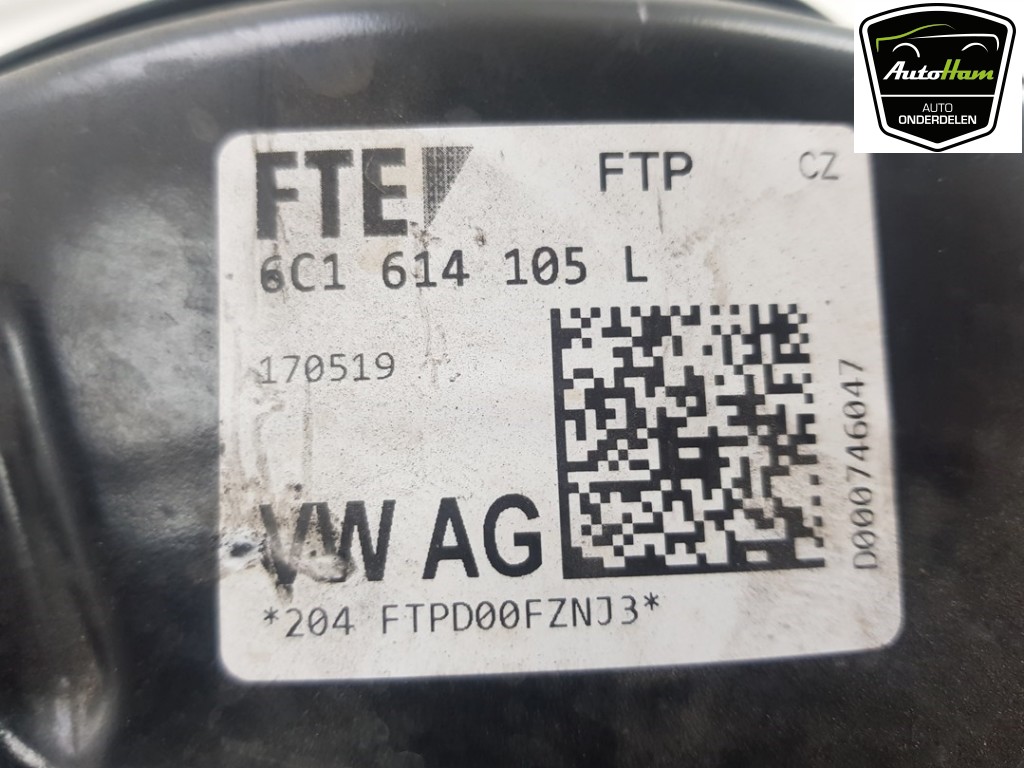 AutoHam
AUTO
ONDERDELEN
FTE FTP CZ
6C1 614 105 L
170519
D000746047
VW AG
*204 FTPD00FZNJ3*